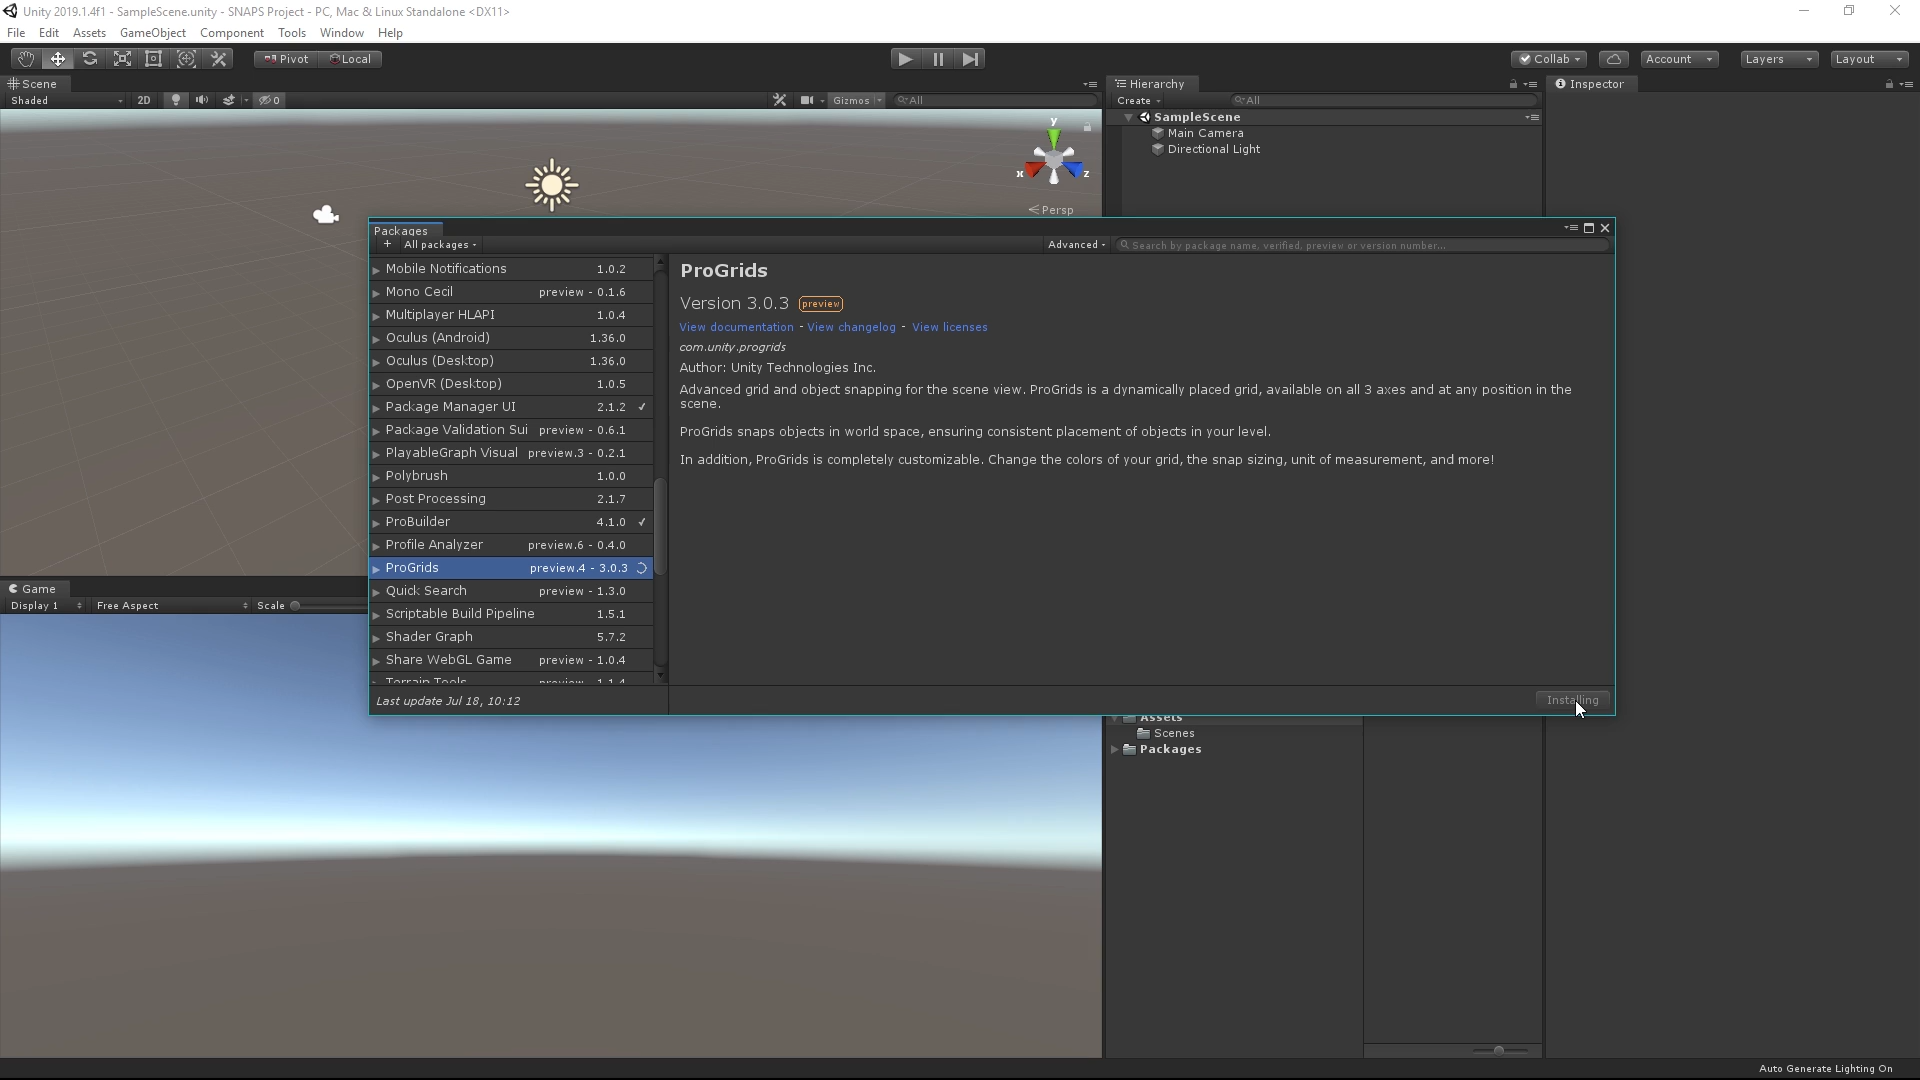 Unity 2019.1.4f1 - SampleScene.unity - SNAPS Project - PC, Mac & Linux Standalone <DX11>
File Edit Assets GameObject Component Tools Window Help
Pivot Local Collab Account Layers Layout
Scene
Shaded 2D 0 Gizmos All
y
x
z
Persp
Hierarchy
Create All
SampleScene
Main Camera
Directional Light
Inspector
Packages
+ All packages Advanced Search by package name, verified, preview or version number...
Mobile Notifications 1.0.2
Mono Cecil preview - 0.1.6
Multiplayer HLAPI 1.0.4
Oculus (Android) 1.36.0
Oculus (Desktop) 1.36.0
OpenVR (Desktop) 1.0.5
Package Manager UI 2.1.2 ✓
Package Validation Sui preview - 0.6.1
PlayableGraph Visual preview.3 - 0.2.1
Polybrush 1.0.0
Post Processing 2.1.7
ProBuilder 4.1.0 ✓
Profile Analyzer preview.6 - 0.4.0
ProGrids preview.4 - 3.0.3
Quick Search preview - 1.3.0
Scriptable Build Pipeline 1.5.1
Shader Graph 5.7.2
Share WebGL Game preview - 1.0.4
Terrain Tools preview - 1.1.4
Last update Jul 18, 10:12
ProGrids
Version 3.0.3 preview
View documentation - View changelog - View licenses
com.unity.progrids
Author: Unity Technologies Inc.
Advanced grid and object snapping for the scene view. ProGrids is a dynamically placed grid, available on all 3 axes and at any position in the
scene.
ProGrids snaps objects in world space, ensuring consistent placement of objects in your level.
In addition, ProGrids is completely customizable. Change the colors of your grid, the snap sizing, unit of measurement, and more!
Installing
Game
Display 1 Free Aspect Scale
Assets
Scenes
Packages
Auto Generate Lighting On